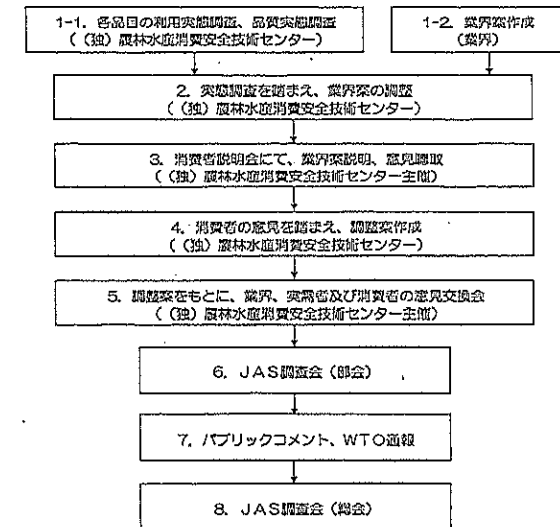 1-1. 各品目の利用実態調査、品質実態調査
（（独）農林水産消費安全技術センター）
1-2. 業界案作成
（業界）
2. 実態調査を踏まえ、業界案の調整
（（独）農林水産消費安全技術センター）
3. 消費者説明会にて、業界案説明、意見聴取
（（独）農林水産消費安全技術センター主催）
4. 消費者の意見を踏まえ、調整案作成
（（独）農林水産消費安全技術センター）
5. 調整案をもとに、業界、実需者及び消費者の意見交換会
（（独）農林水産消費安全技術センター主催）
6. JAS調査会（部会）
7. パブリックコメント、WTO通報
8. JAS調査会（総会）